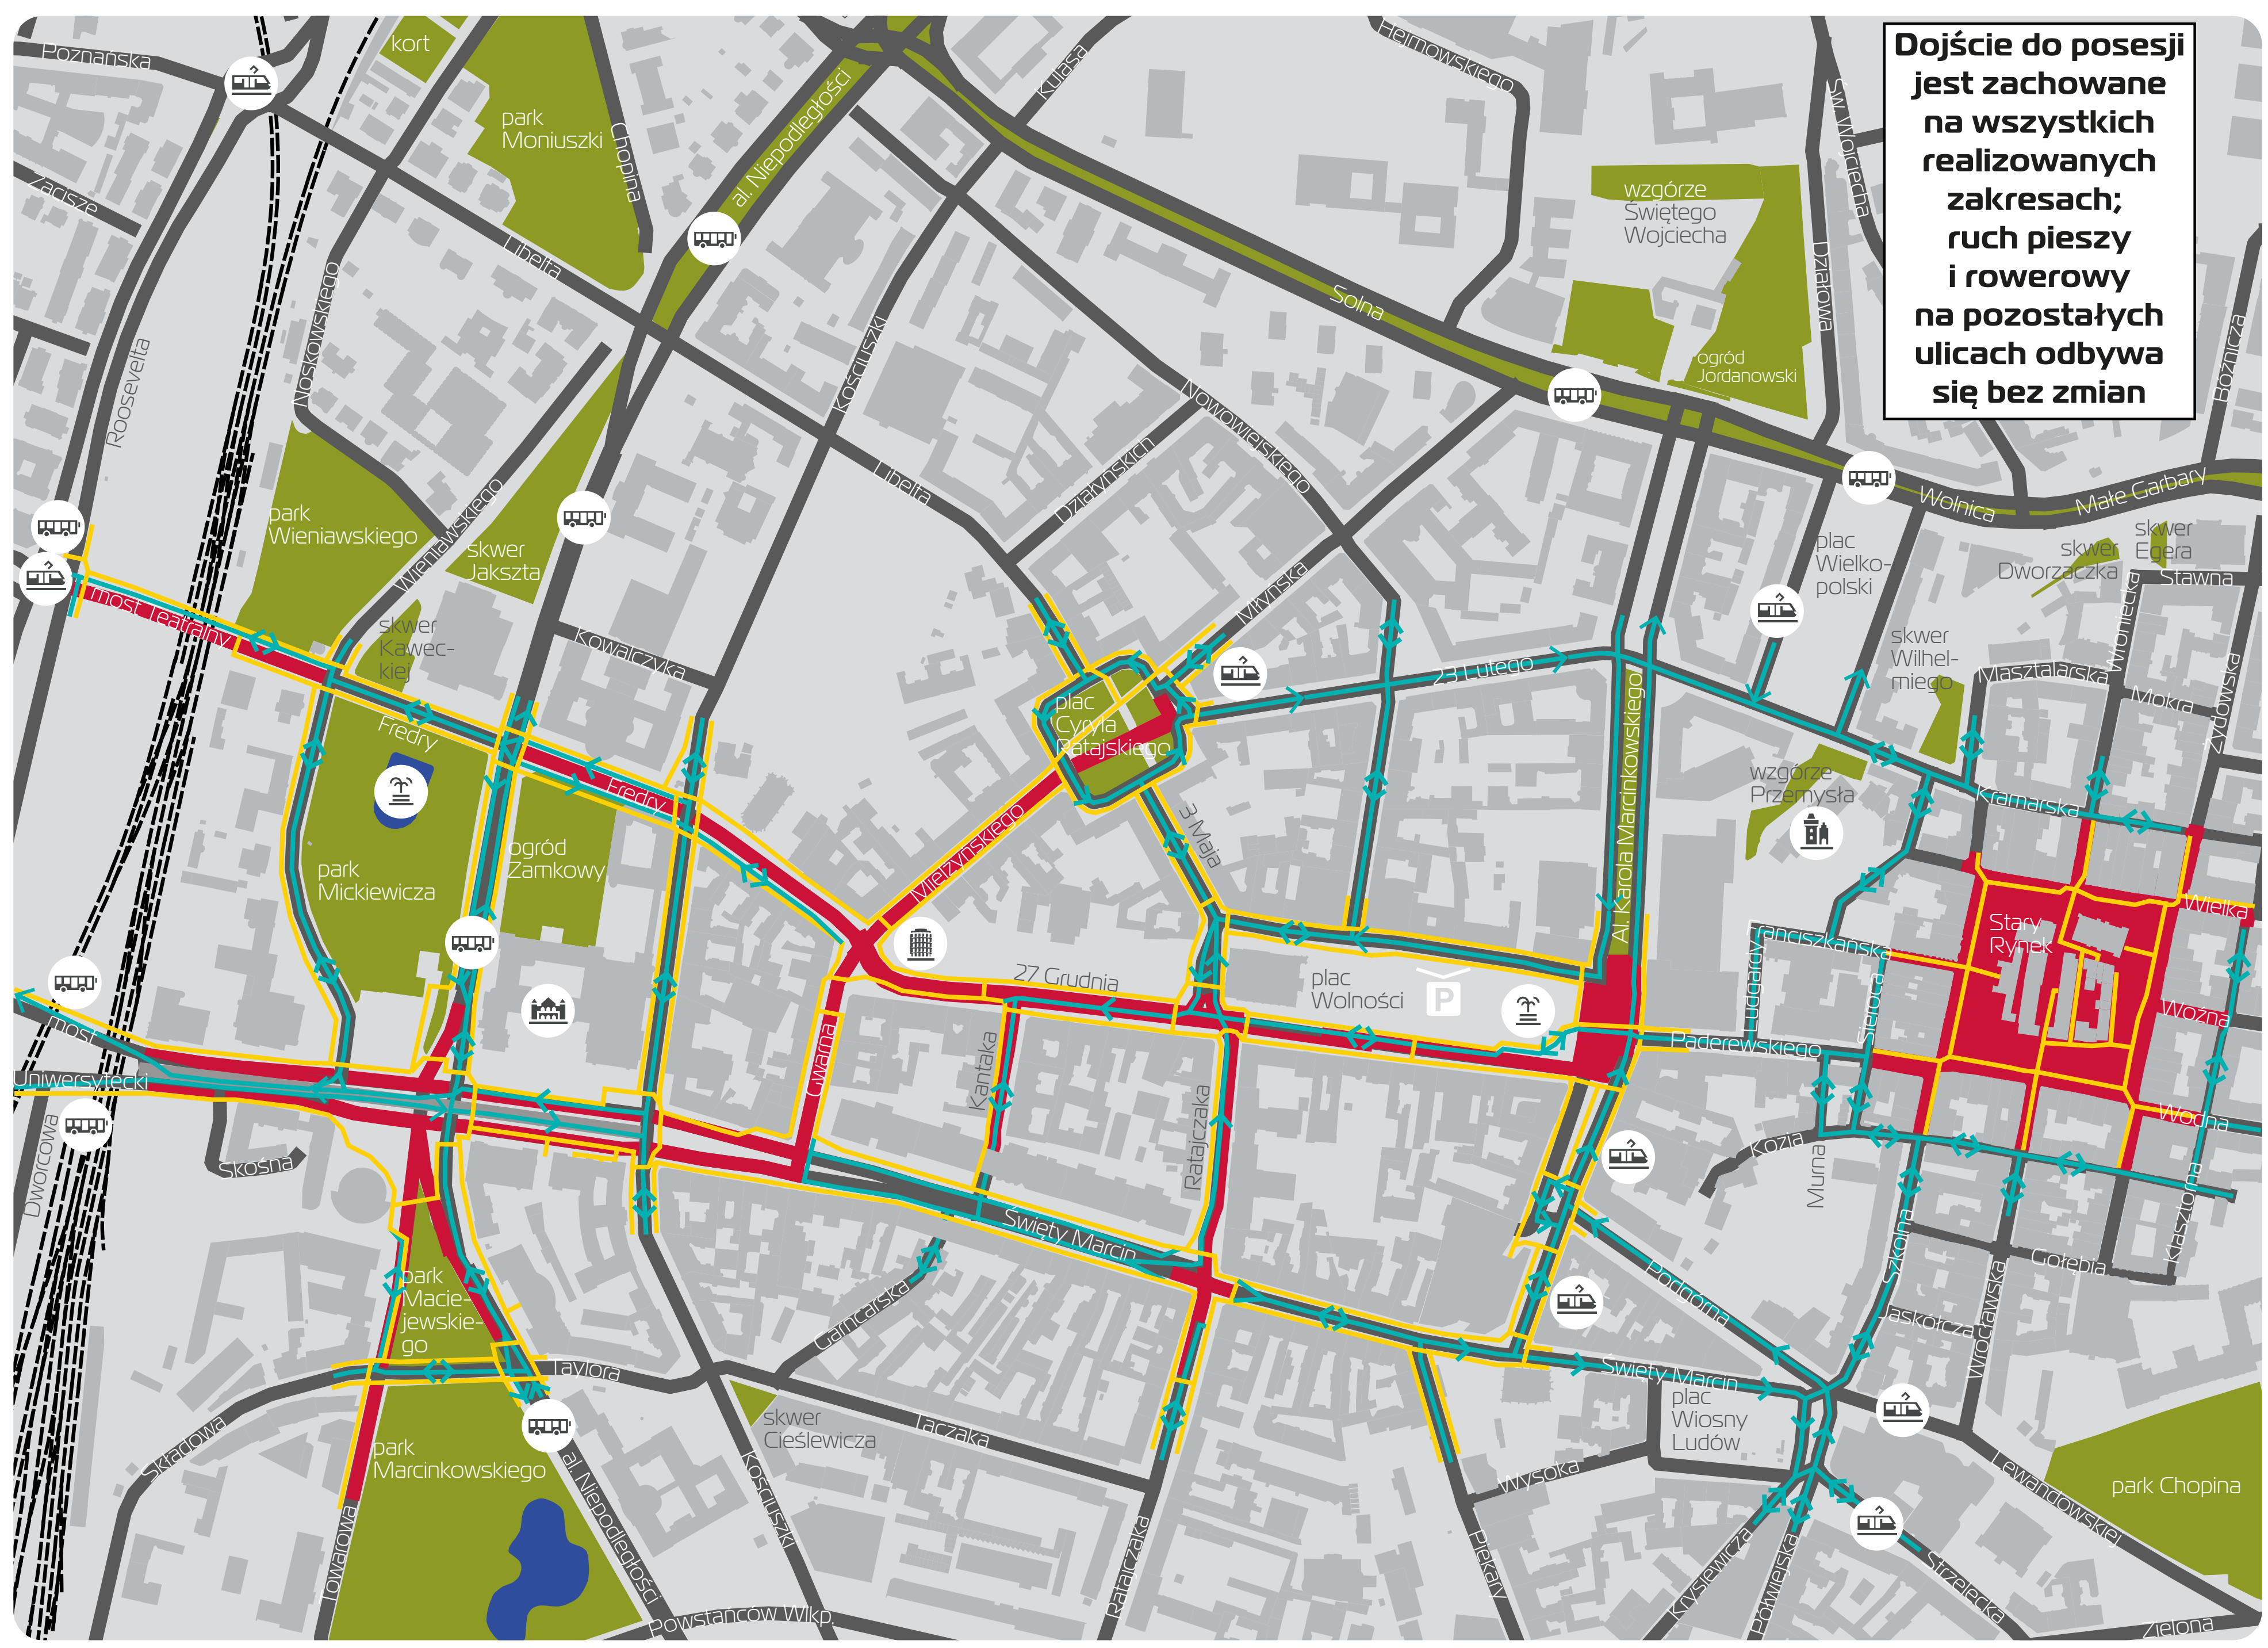 Dojście do posesji
jest zachowane
na wszystkich
realizowanych
zakresach;
ruch pieszy
i rowerowy
na pozostałych
ulicach odbywa
się bez zmian
Poznańska
kort
park
Moniuszki
Chopina
al. Niepodległości
Kulasa
Hejmowskiego
Św. Wojciecha
Działowa
wzgórze
Świętego
Wojciecha
ogród
Jordanowski
Bóżnicza
Zacisze
Libelta
Solna
Noskowskiego
Roosevelta
Kościuszki
Nowowiejskiego
Działyńskich
Libelta
Wolnica
Małe Garbary
park
Wieniawskiego
Wieniawskiego
skwer
Jakszta
plac
Wielko-
polski
skwer
Dworzaczka
skwer
Egera
Stawna
Wroniecka
most Teatralny
skwer
Kawec-
kiej
Kowalczyka
Młyńska
23 Lutego
skwer
Wilhel-
miego
Masztalarska
Mokra
Żydowska
Fredry
plac
Cyryla
Ratajskiego
Al. Karola Marcinkowskiego
wzgórze
Przemysła
Kramarska
Fredry
3 Maja
Mielżyńskiego
park
Mickiewicza
ogród
Zamkowy
Wielka
Stary
Rynek
Franciszkańska
Ludgardy
Sieroca
27 Grudnia
plac
Wolności
P
Woźna
most
Uniwersytecki
Gwarna
Kantaka
Ratajczaka
Paderewskiego
Wodna
Dworcowa
Skośna
Kozia
Murna
Klasztorna
Święty Marcin
Szkolna
Gołębia
park
Macie-
jewskie-
go
Garncarska
Podgórna
Jaskółcza
Wrocławska
Taylora
Święty Marcin
plac
Wiosny
Ludów
Składowa
skwer
Cieślewicza
Taczaka
park
Marcinkowskiego
Wysoka
Lewandowskiej
park Chopina
Towarowa
al. Niepodległości
Kościuszki
Ratajczaka
Piekary
Krysiewicza
Półwiejska
Strzelecka
Powstańców Wlkp.
Zielona